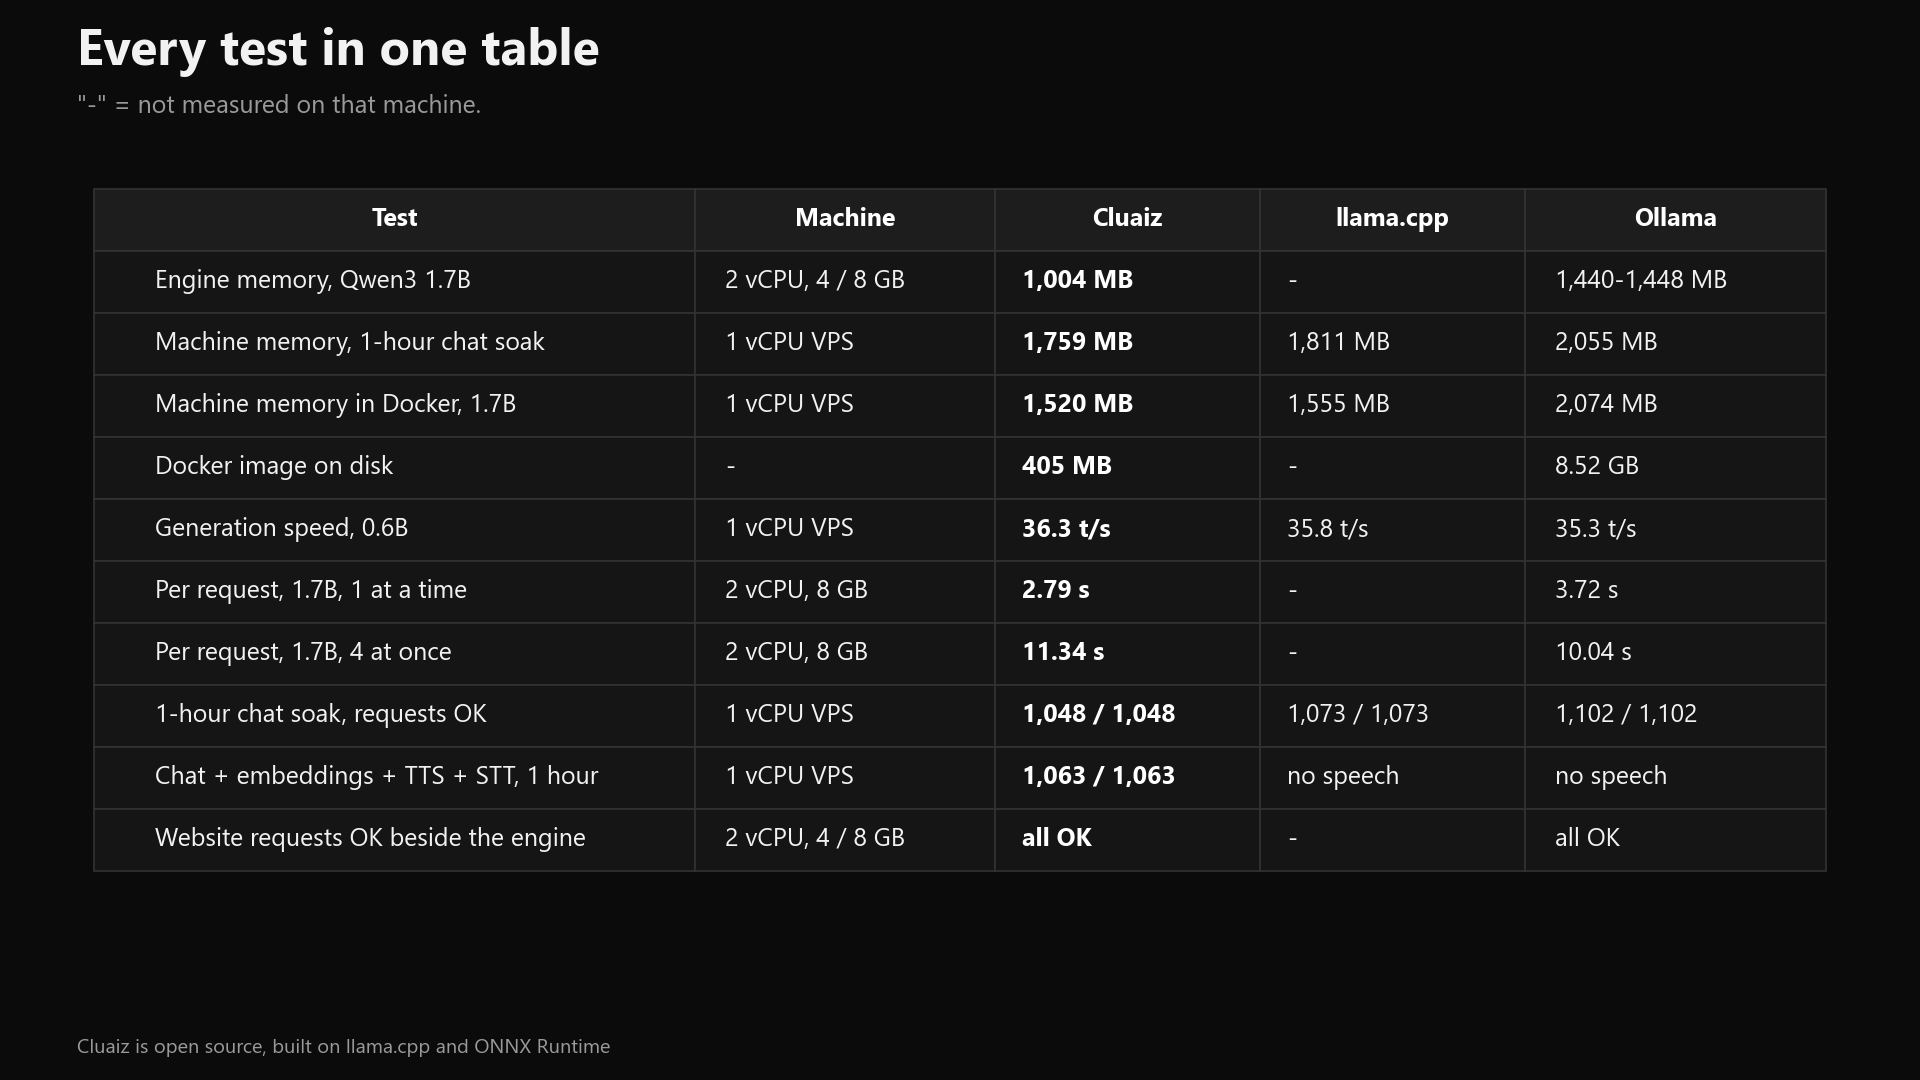 Every test in one table
"-" = not measured on that machine.
Test Machine Cluaiz llama.cpp Ollama
Engine memory, Qwen3 1.7B 2 vCPU, 4 / 8 GB 1,004 MB - 1,440-1,448 MB
Machine memory, 1-hour chat soak 1 vCPU VPS 1,759 MB 1,811 MB 2,055 MB
Machine memory in Docker, 1.7B 1 vCPU VPS 1,520 MB 1,555 MB 2,074 MB
Docker image on disk - 405 MB - 8.52 GB
Generation speed, 0.6B 1 vCPU VPS 36.3 t/s 35.8 t/s 35.3 t/s
Per request, 1.7B, 1 at a time 2 vCPU, 8 GB 2.79 s - 3.72 s
Per request, 1.7B, 4 at once 2 vCPU, 8 GB 11.34 s - 10.04 s
1-hour chat soak, requests OK 1 vCPU VPS 1,048 / 1,048 1,073 / 1,073 1,102 / 1,102
Chat + embeddings + TTS + STT, 1 hour 1 vCPU VPS 1,063 / 1,063 no speech no speech
Website requests OK beside the engine 2 vCPU, 4 / 8 GB all OK - all OK
Cluaiz is open source, built on llama.cpp and ONNX Runtime